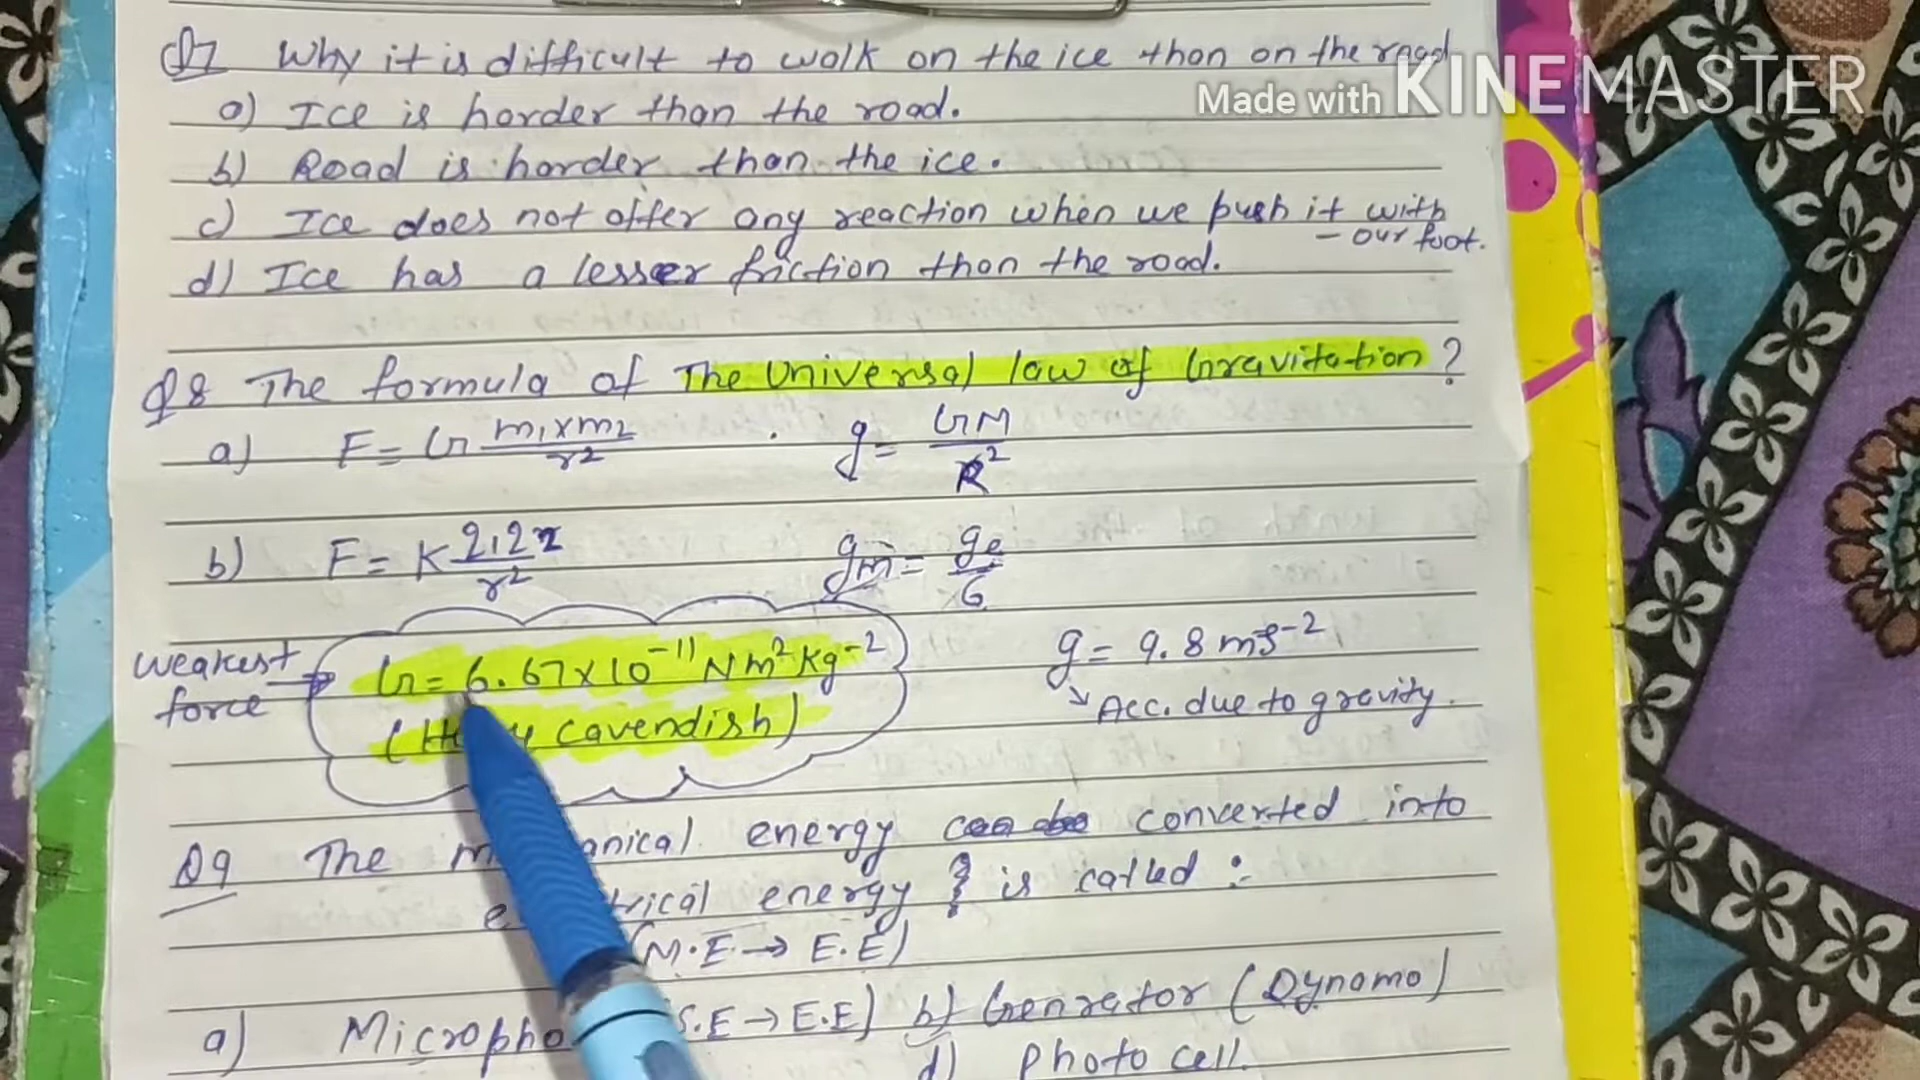 Q7 Why it is difficult to walk on the ice than on the road
Made with KINEMASTER
a) Ice is harder than the road.
b) Road is harder than the ice.
c) Ice does not offer any reaction when we push it with
- our foot.
d) Ice has a lesser friction than the road.
Q8 The formula of The Universal law of Gravitation ?
a) F = G m1xm2/r² . g = GM/R²
b) F = K q1q2/r² gm = ge/6
weakest force → G = 6.67x10⁻¹¹ Nm² Kg⁻²
( Cavendish)
g = 9.8 ms⁻²
↘ Acc. due to gravity.
Q9 The energy converted into
energy } is called :-
(M.E → E.E)
a) S.E → E.E) b) Genrator (Dynamo)
d) Photo cell.